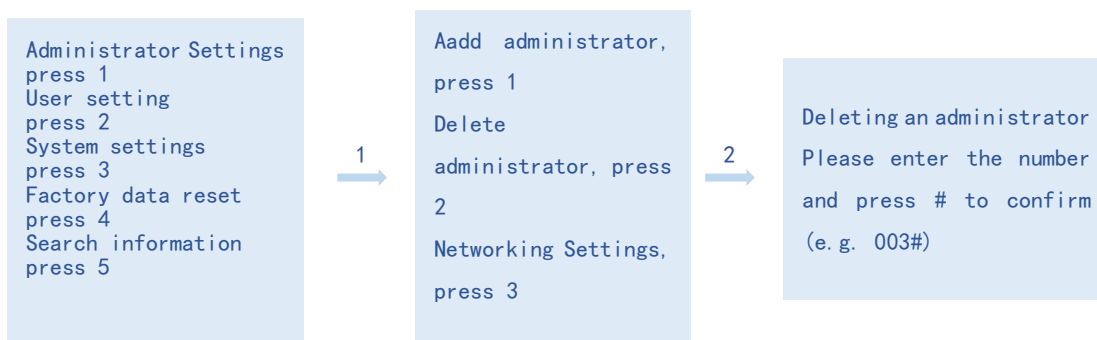 Administrator Settings
press 1
User setting
press 2
System settings
press 3
Factory data reset
press 4
Search information
press 5
1
Aadd administrator,
press 1
Delete
administrator, press
2
Networking Settings,
press 3
2
Deleting an administrator
Please enter the number
and press # to confirm
(e.g. 003#)